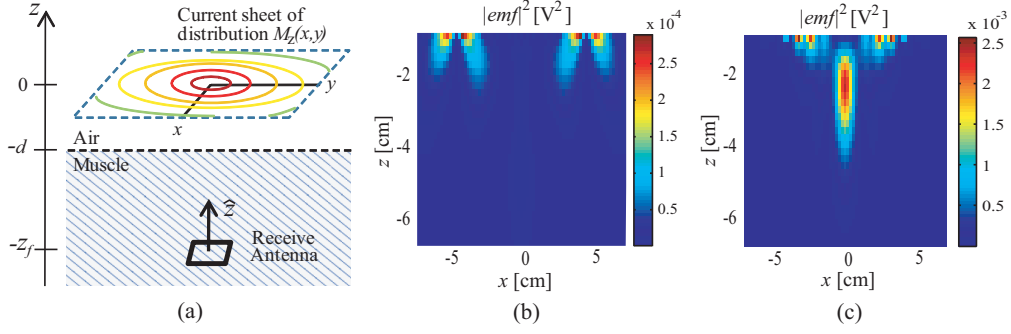 z
Current sheet of
distribution M_z(x,y)
0
y
x
Air
-d
Muscle
ẑ
-z_f
Receive
Antenna
(a)
|emf|² [V²]
x 10⁴
z [cm]
-2
-4
-6
-5 0 5
x [cm]
2.5
2
1.5
1
0.5
(b)
|emf|² [V²]
x 10³
z [cm]
-2
-4
-6
-5 0 5
x [cm]
2.5
2
1.5
1
0.5
(c)